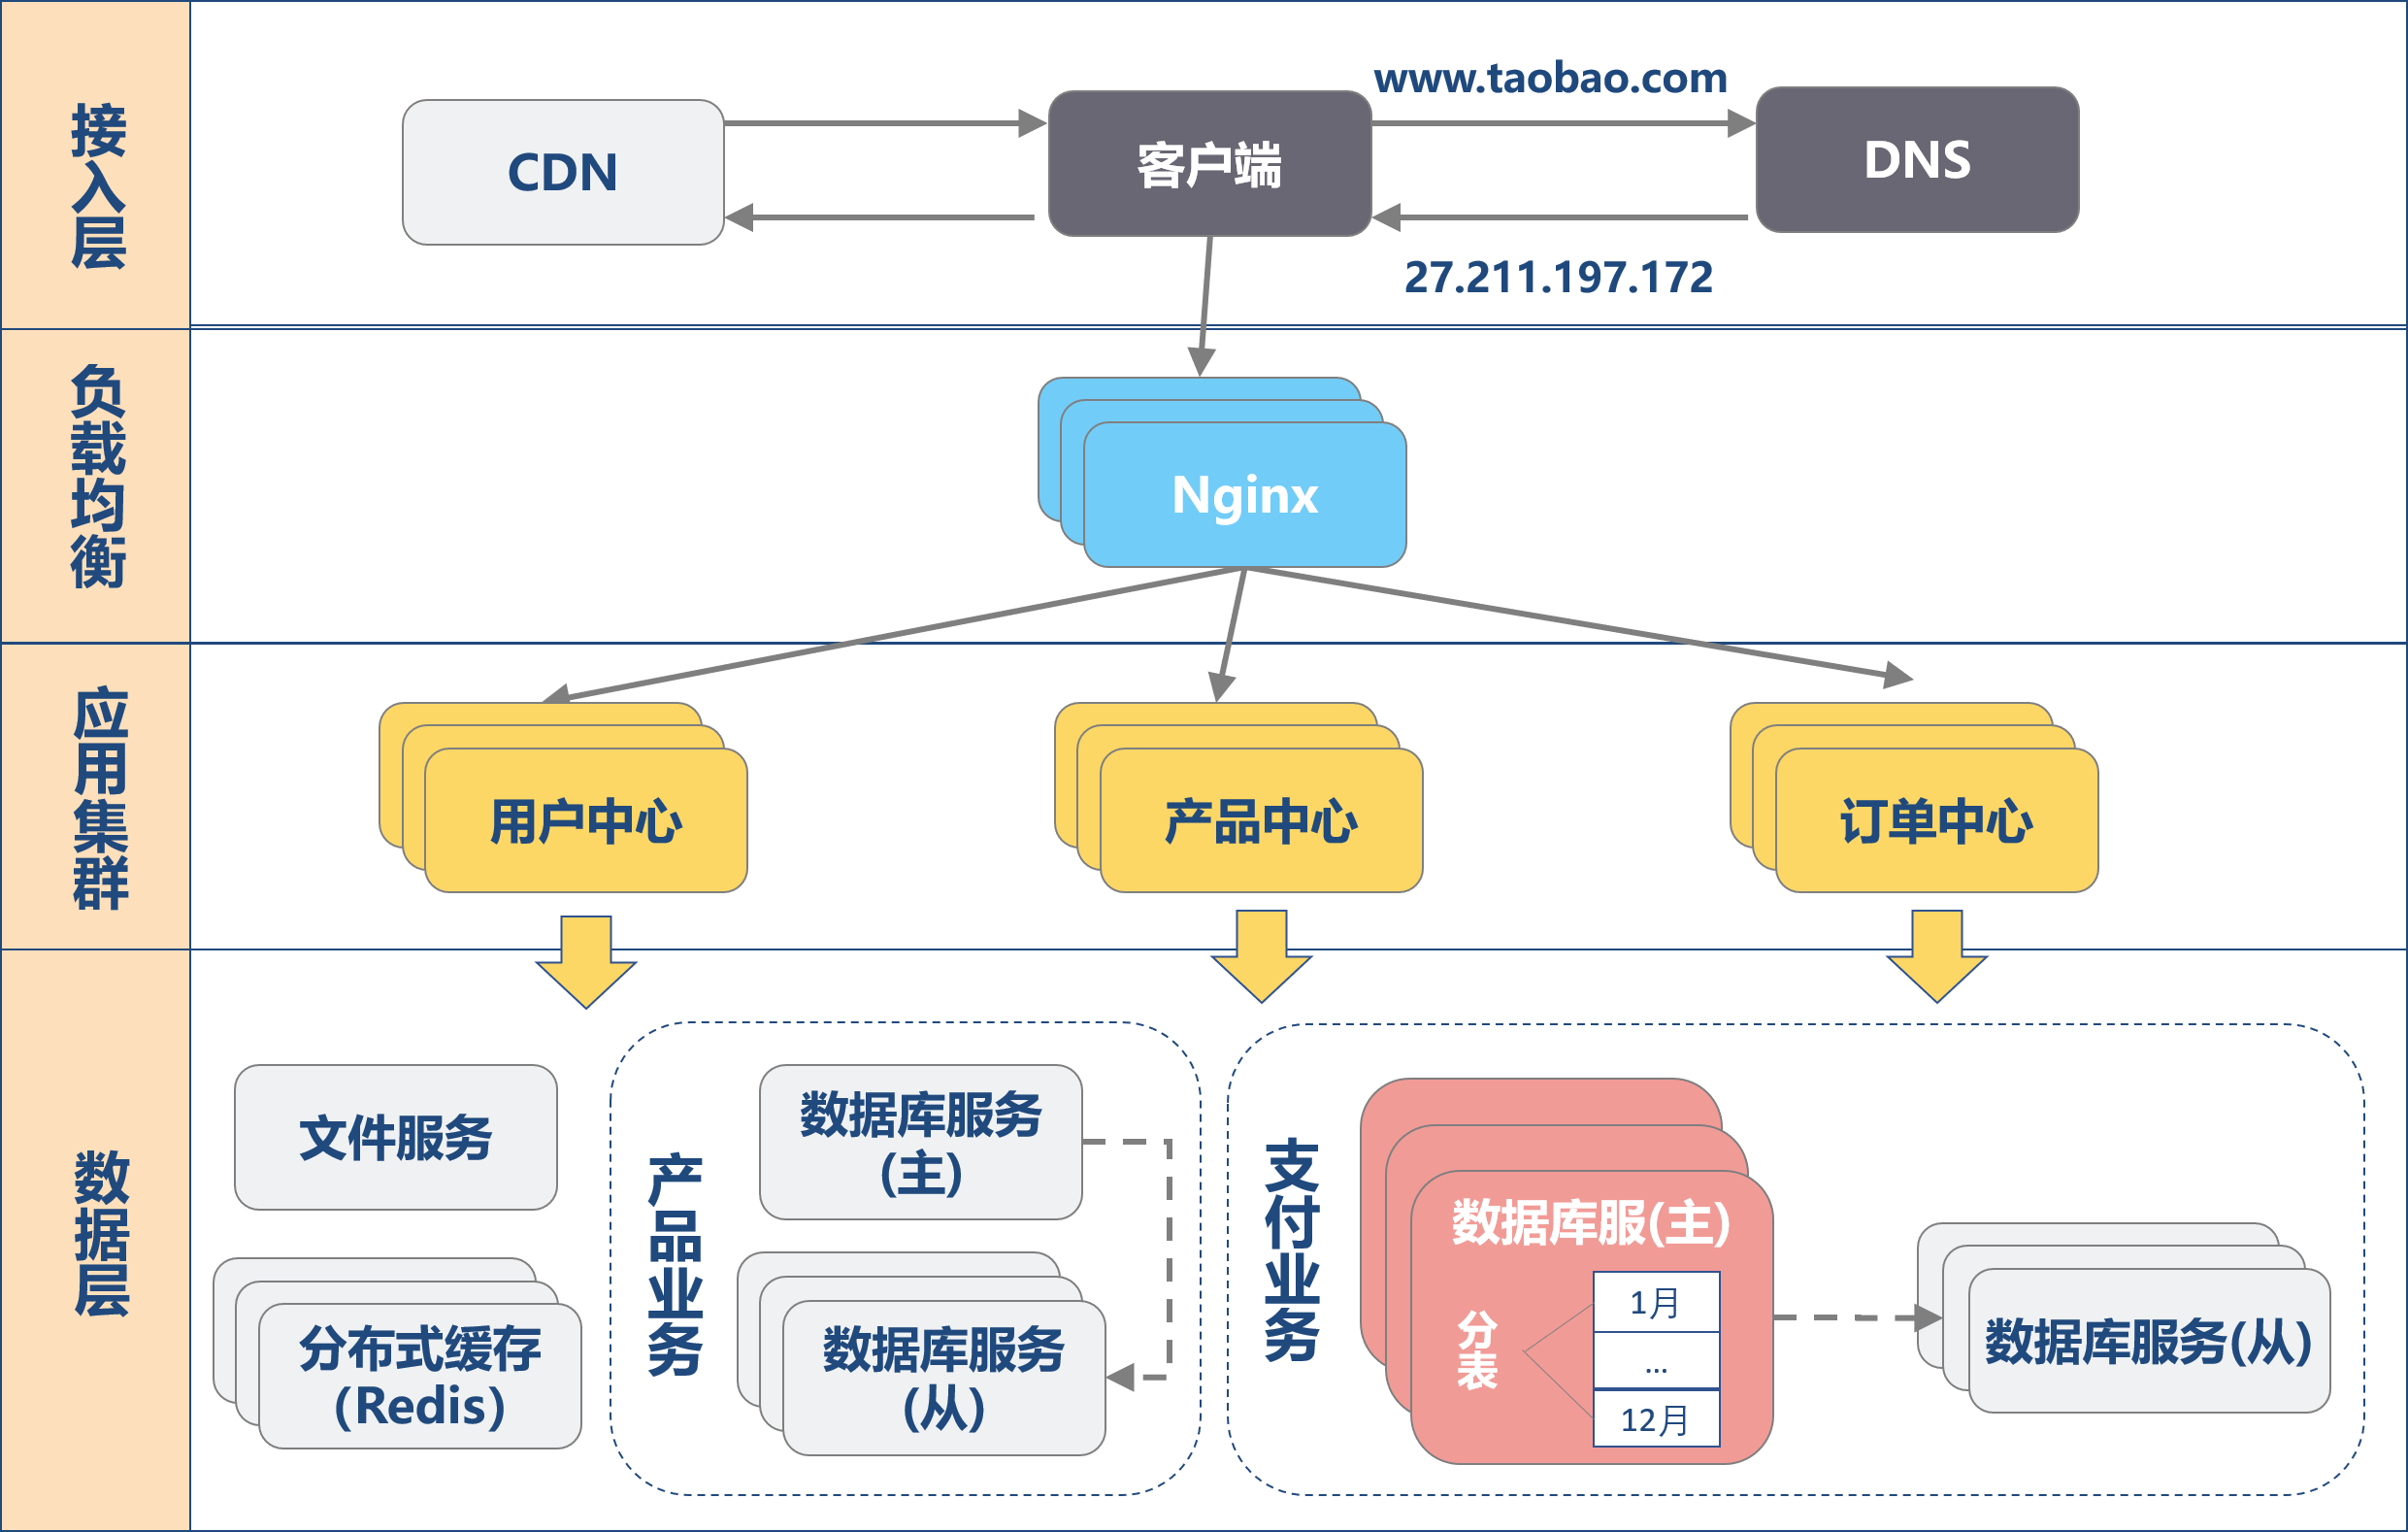 接入层
CDN
客户端
www.taobao.com
DNS
27.211.197.172
负载均衡
Nginx
应用集群
用户中心
产品中心
订单中心
数据层
文件服务
分布式缓存
(Redis)
产品业务
数据库服务
(主)
数据库服务
(从)
支付业务
数据库服(主)
分表
1月
...
12月
数据库服务(从)